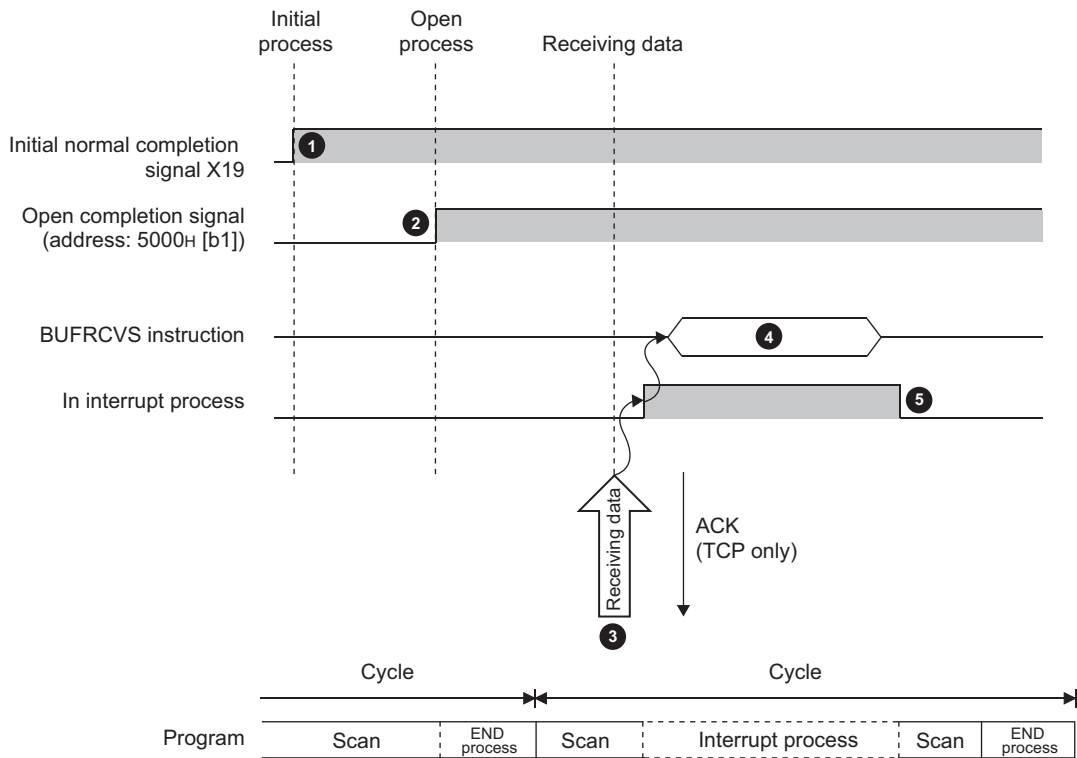 Initial
process
Open
process
Receiving data
Initial normal completion
signal X19
1
Open completion signal
(address: 5000H [b1])
2
BUFRCVS instruction
4
In interrupt process
5
Receiving data
ACK
(TCP only)
3
Cycle
Cycle
Program
Scan
END
process
Scan
Interrupt process
Scan
END
process